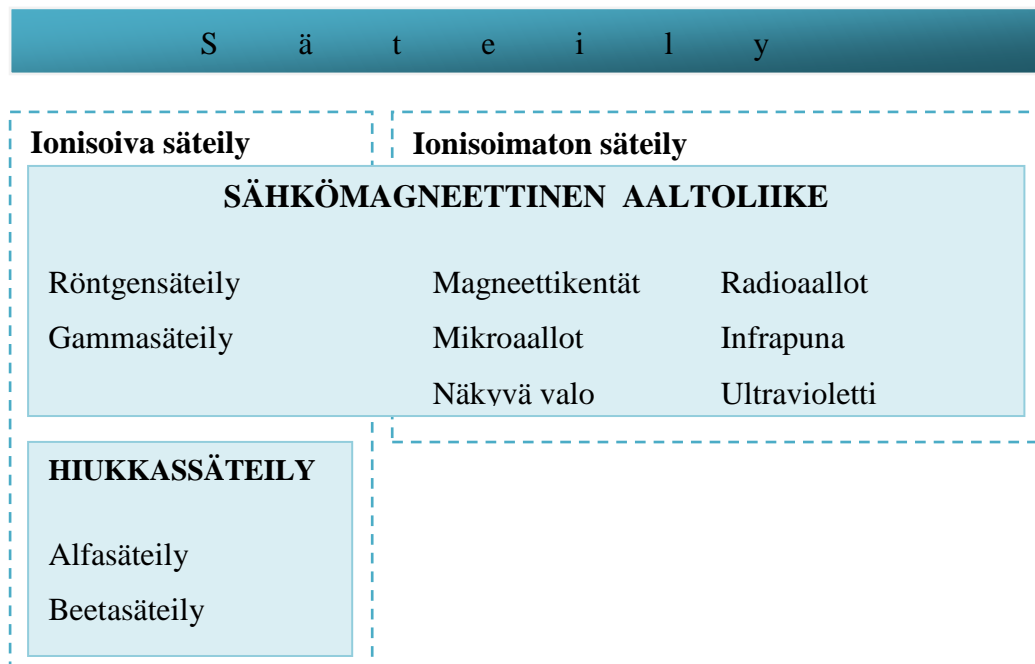 S ä t e i l y
Ionisoiva säteily
Ionisoimaton säteily
SÄHKÖMAGNEETTINEN AALTOLIIKE
Röntgensäteily Magneettikentät Radioaallot
Gammasäteily Mikroaallot Infrapuna
Näkyvä valo Ultravioletti
HIUKKASSÄTEILY
Alfasäteily
Beetasäteily